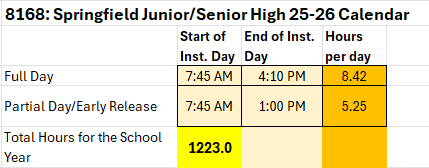 8168: Springfield Junior/Senior High 25-26 Calendar
Start of End of Inst. Hours
Inst. Day Day per day
Full Day 7:45 AM 4:10 PM 8.42
Partial Day/Early Release 7:45 AM 1:00 PM 5.25
Total Hours for the School
Year 1223.0